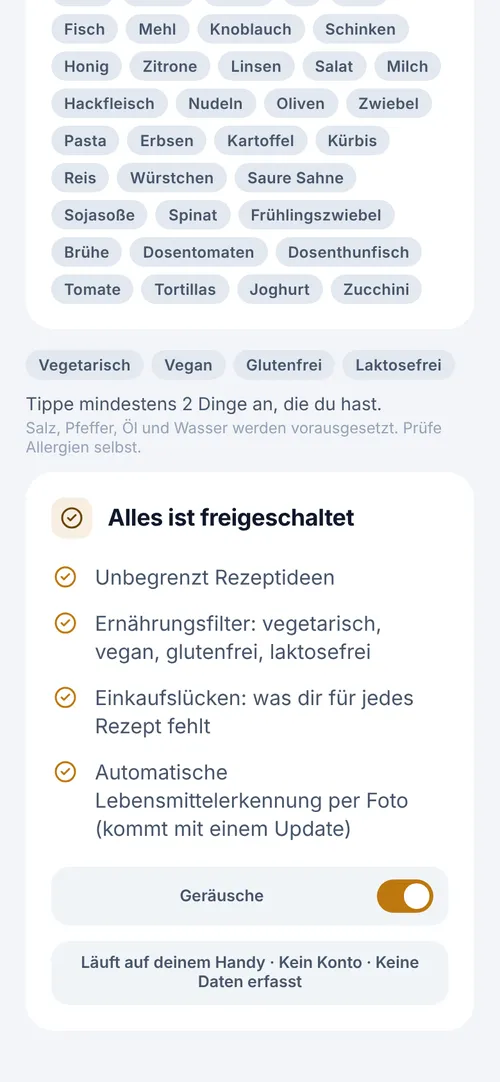 Fisch Mehl Knoblauch Schinken
Honig Zitrone Linsen Salat Milch
Hackfleisch Nudeln Oliven Zwiebel
Pasta Erbsen Kartoffel Kürbis
Reis Würstchen Saure Sahne
Sojasoße Spinat Frühlingszwiebel
Brühe Dosentomaten Dosenthunfisch
Tomate Tortillas Joghurt Zucchini
Vegetarisch Vegan Glutenfrei Laktosefrei
Tippe mindestens 2 Dinge an, die du hast.
Salz, Pfeffer, Öl und Wasser werden vorausgesetzt. Prüfe
Allergien selbst.
Alles ist freigeschaltet
Unbegrenzt Rezeptideen
Ernährungsfilter: vegetarisch,
vegan, glutenfrei, laktosefrei
Einkaufslücken: was dir für jedes
Rezept fehlt
Automatische
Lebensmittelerkennung per Foto
(kommt mit einem Update)
Geräusche
Läuft auf deinem Handy · Kein Konto · Keine
Daten erfasst